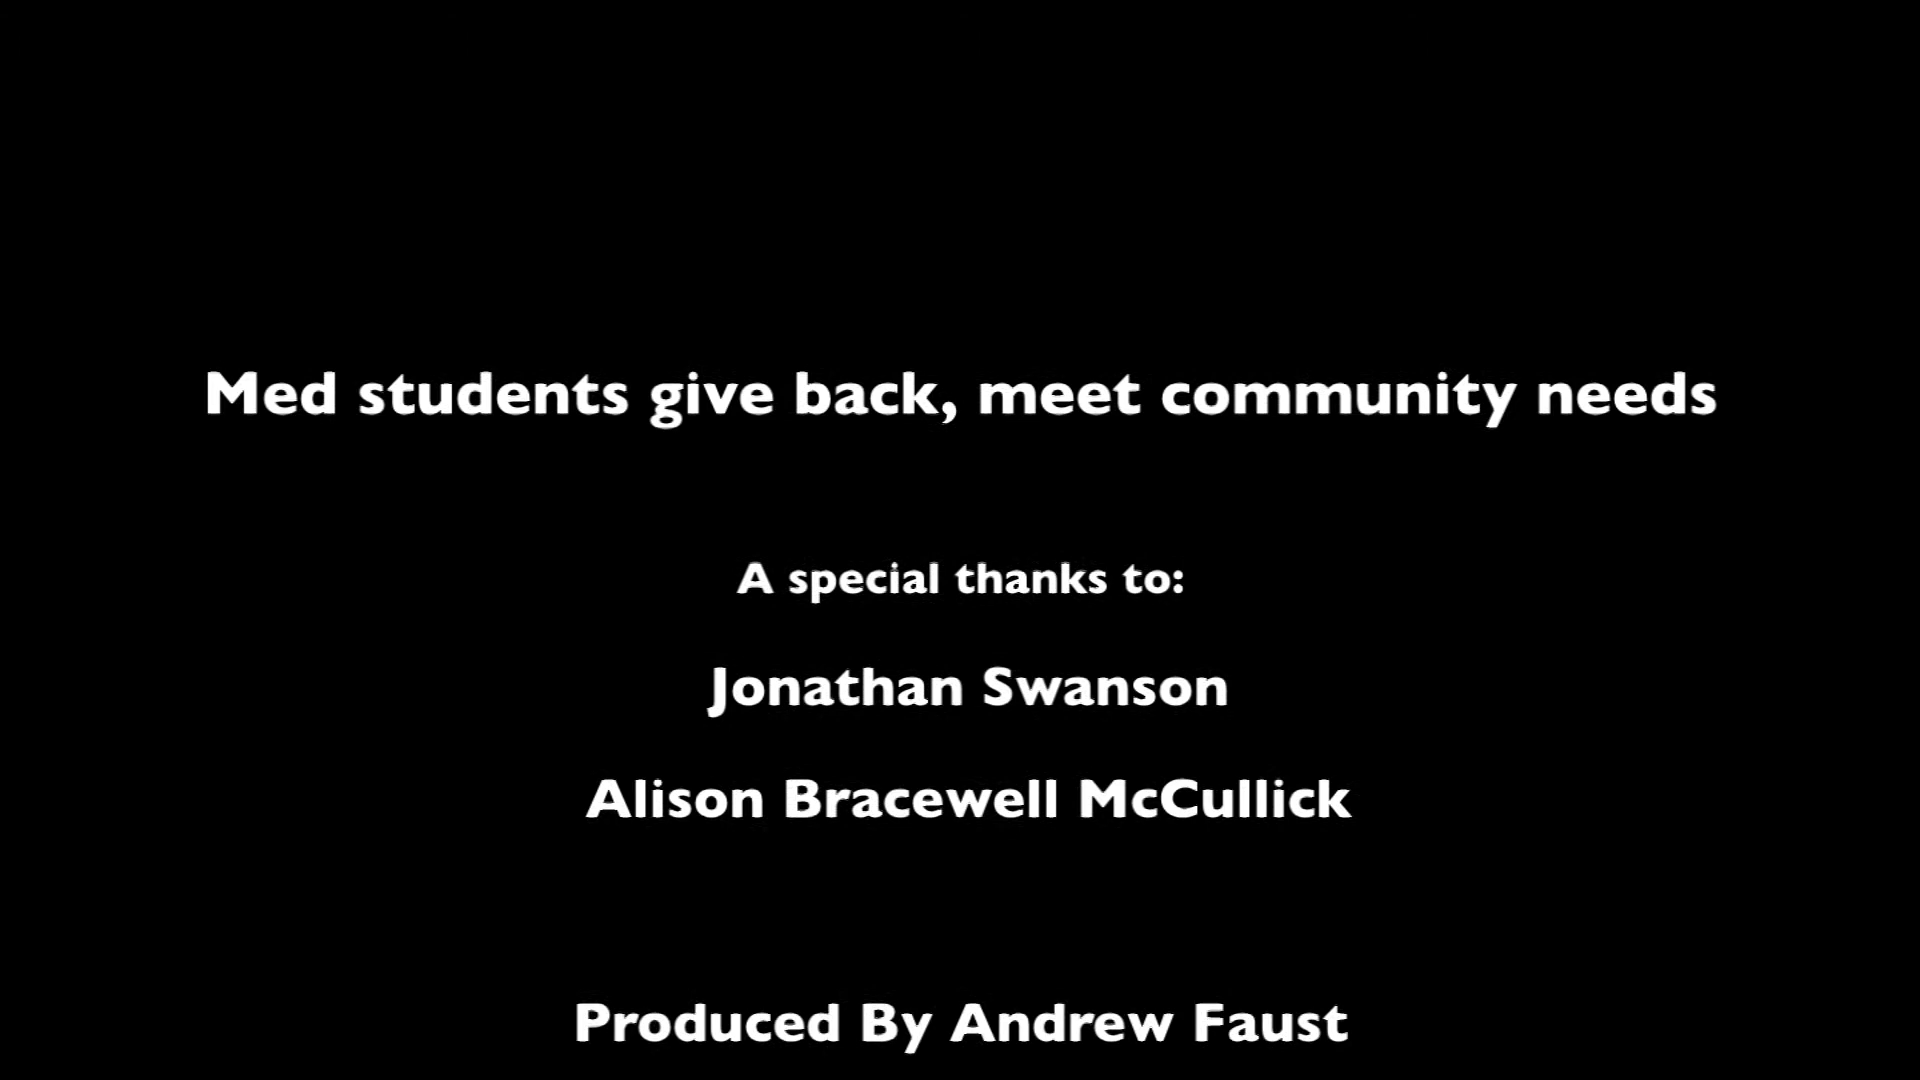 Med students give back, meet community needs
A special thanks to:
Jonathan Swanson
Alison Bracewell McCullick
Produced By Andrew Faust